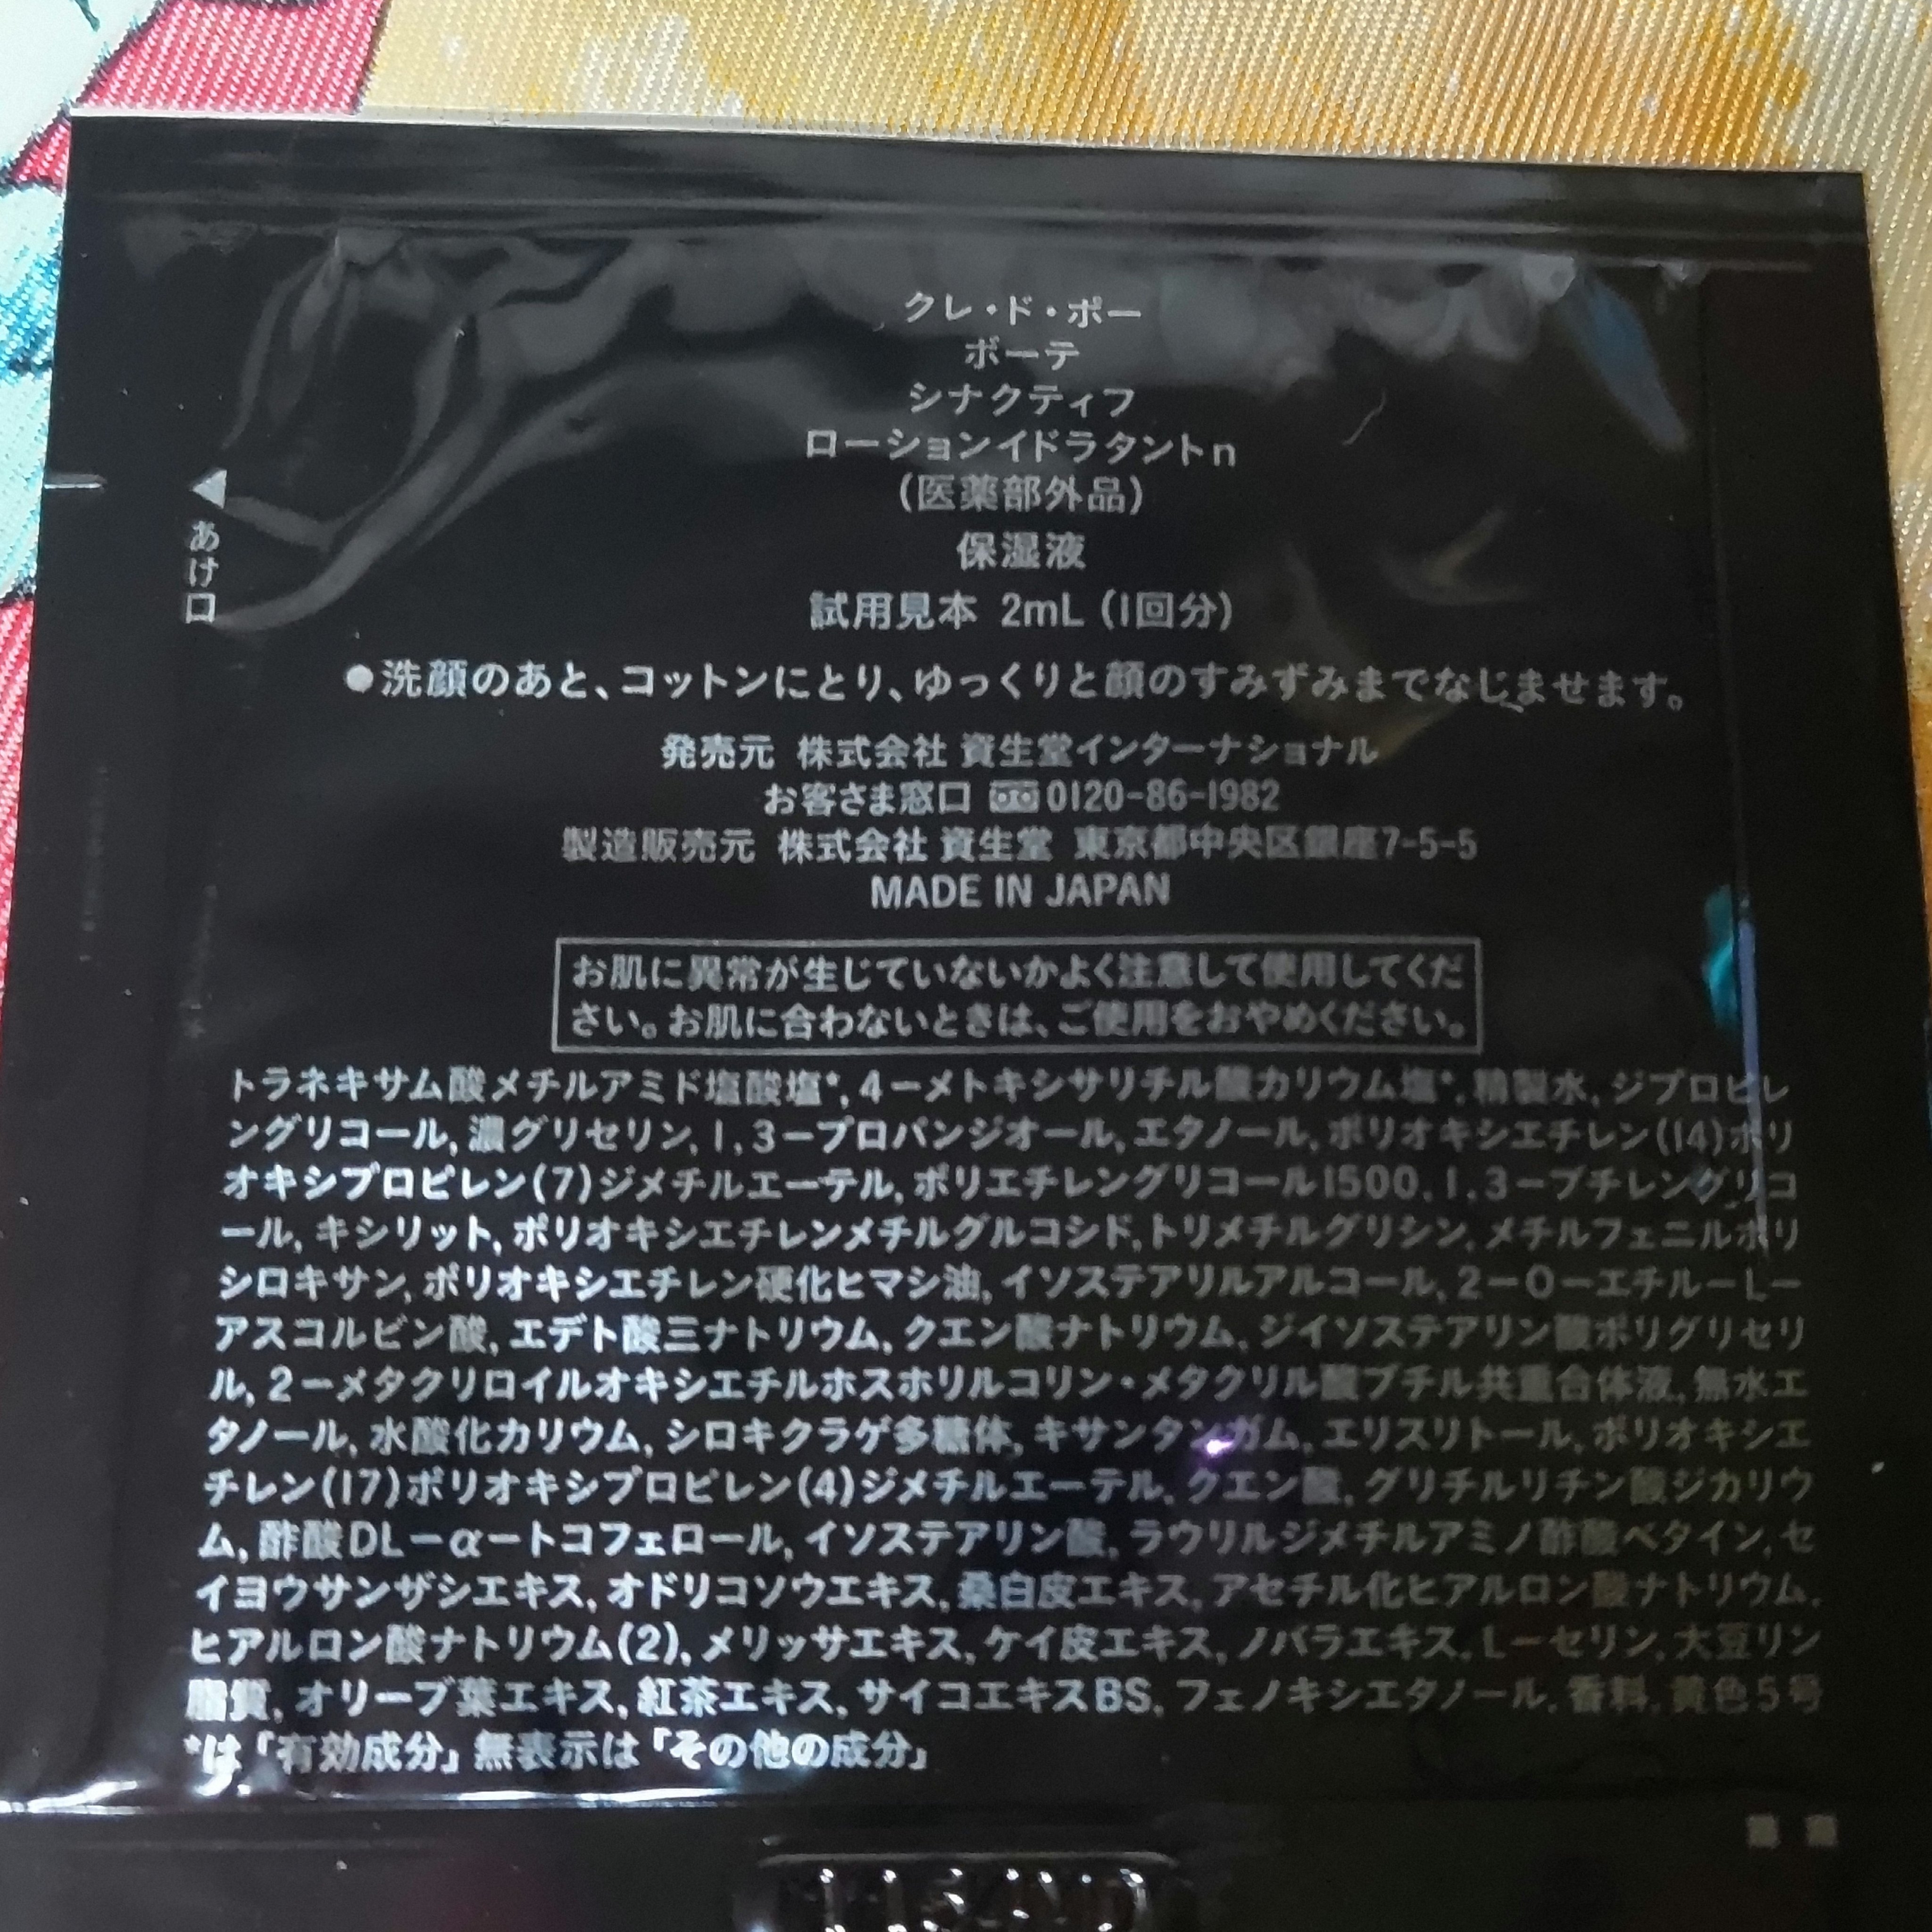 クレ・ド・ポー
ボーテ
シナクティフ
ローションイドラタントn
(医薬部外品)
保湿液
あけ口
試用見本 2mL (1回分)
●洗顔のあと、コットンにとり、ゆっくりと顔のすみずみまでなじませます。
発売元 株式会社 資生堂インターナショナル
お客さま窓口 0120-86-1982
製造販売元 株式会社 資生堂 東京都中央区銀座7-5-5
MADE IN JAPAN
お肌に異常が生じていないかよく注意して使用してくだ
さい。お肌に合わないときは、ご使用をおやめください。
トラネキサム酸メチルアミド塩酸塩*,4-メトキシサリチル酸カリウム塩*,精製水,ジプロピレ
ングリコール,濃グリセリン,1,3-プロパンジオール,エタノール,ポリオキシエチレン(14)ポリ
オキシプロピレン(7)ジメチルエーテル,ポリエチレングリコール1500,1,3-ブチレングリコ
ール,キシリット,ポリオキシエチレンメチルグルコシド,トリメチルグリシン,メチルフェニルポリ
シロキサン,ポリオキシエチレン硬化ヒマシ油,イソステアリルアルコール,2-O-エチル-L-
アスコルビン酸,エデト酸三ナトリウム,クエン酸ナトリウム,ジイソステアリン酸ポリグリセリ
ル,2-メタクリロイルオキシエチルホスホリルコリン・メタクリル酸ブチル共重合体液,無水エ
タノール,水酸化カリウム,シロキクラゲ多糖体,キサンタンガム,エリスリトール,ポリオキシエ
チレン(17)ポリオキシプロピレン(4)ジメチルエーテル,クエン酸,グリチルリチン酸ジカリウ
ム,酢酸DL-α-トコフェロール,イソステアリン酸,ラウリルジメチルアミノ酢酸ベタイン,セ
イヨウサンザシエキス,オドリコソウエキス,桑白皮エキス,アセチル化ヒアルロン酸ナトリウム,
ヒアルロン酸ナトリウム(2),メリッサエキス,ケイ皮エキス,ノバラエキス,L-セリン,大豆リン
脂質,オリーブ葉エキス,紅茶エキス,サイコエキスBS,フェノキシエタノール,香料,黄色5号
*は「有効成分」無表示は「その他の成分」